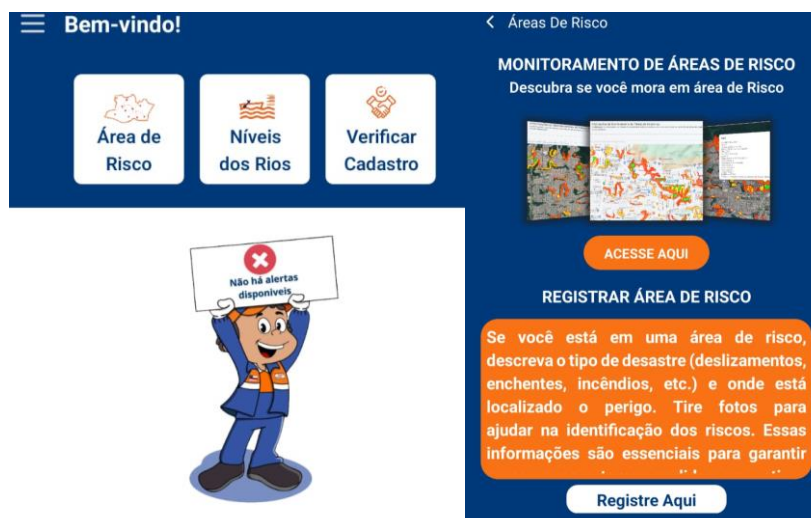 Bem-vindo!
Área de
Risco
Níveis
dos Rios
Verificar
Cadastro
Não há alertas
disponiveis
Áreas De Risco
MONITORAMENTO DE ÁREAS DE RISCO
Descubra se você mora em área de Risco
ACESSE AQUI
REGISTRAR ÁREA DE RISCO
Se você está em uma área de risco,
descreva o tipo de desastre (deslizamentos,
enchentes, incêndios, etc.) e onde está
localizado o perigo. Tire fotos para
ajudar na identificação dos riscos. Essas
informações são essenciais para garantir
Registre Aqui